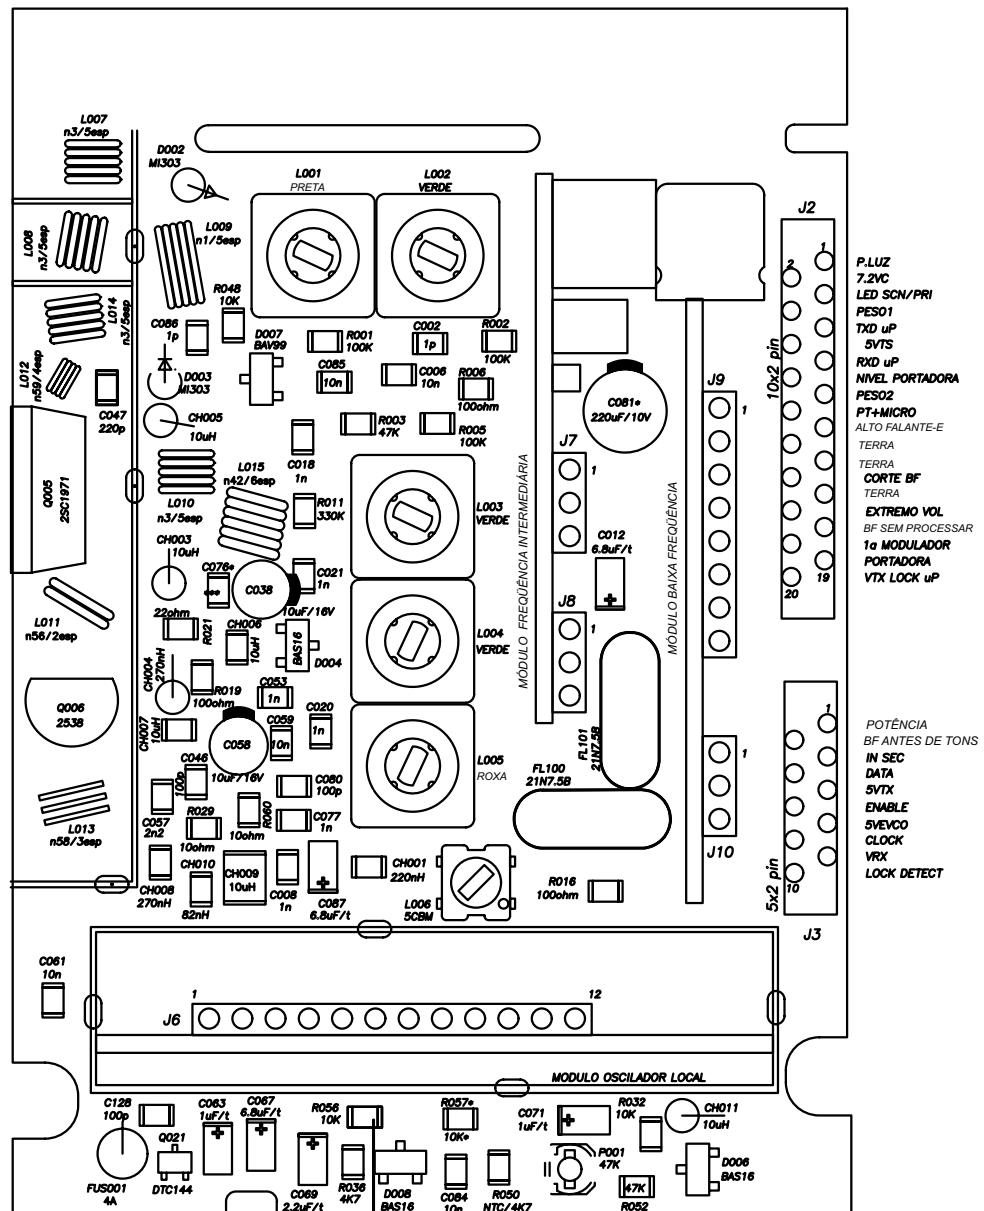 L007
n3/5esp
D002
MI303
L001
PRETA
L002
VERDE
L008
n3/5esp
L009
n1/5esp
L014
n3/5esp
L012
n59/4esp
R048
10K
C086
1p
D007
BAV99
R001
100K
C002
1p
R002
100K
C085
10n
C006
10n
R006
100ohm
D003
MI303
C047
220p
CH005
10uH
R003
47K
R005
100K
C018
1n
Q005
2SC1971
L010
n3/5esp
L015
n42/6esp
R011
330K
L003
VERDE
CH003
10uH
C076*
***
C038
10uF/16V
C021
1n
L011
n56/2esp
22ohm
R021
CH006
10uH
BAS16
D004
L004
VERDE
CH004
270nH
R019
100ohm
C053
1n
Q006
2538
CH007
10uH
C058
10uF/16V
C059
10n
C020
1n
L005
ROXA
C046
100p
C080
100p
C057
2n2
R029
10ohm
R060
10ohm
C077
1n
L013
n58/3esp
CH008
270nH
CH010
82nH
CH009
10uH
C008
1n
C087
6.8uF/t
CH001
220nH
L006
5CBM
R016
100ohm
FL100
21N7.5B
FL101
21N7.5B
C081*
220uF/10V
J7
1
C012
6.8uF/t
J8
1
J9
1
J10
1
MÓDULO FREQÜÊNCIA INTERMEDIÁRIA
MÓDULO BAIXA FREQÜENCIA
J2
1
2
10x2 pin
19
20
P.LUZ
7.2VC
LED SCN/PRI
PESO1
TXD uP
5VTS
RXD uP
NIVEL PORTADORA
PESO2
PT+MICRO
ALTO FALANTE-E
TERRA
TERRA
CORTE BF
TERRA
EXTREMO VOL
BF SEM PROCESSAR
1a MODULADOR
PORTADORA
VTX LOCK uP
1
5x2 pin
10
J3
POTÊNCIA
BF ANTES DE TONS
IN SEC
DATA
5VTX
ENABLE
5VEVCO
CLOCK
VRX
LOCK DETECT
C061
10n
J6
1
12
MODULO OSCILADOR LOCAL
C128
100p
C063
1uF/t
C067
6.8uF/t
R056
10K
R057*
10K*
C071
1uF/t
R032
10K
CH011
10uH
Q021
DTC144
FUS001
4A
C069
2.2uF/t
R036
4K7
D008
BAS16
C084
10n
R050
NTC/4K7
P001
47K
47K
R052
D006
BAS16